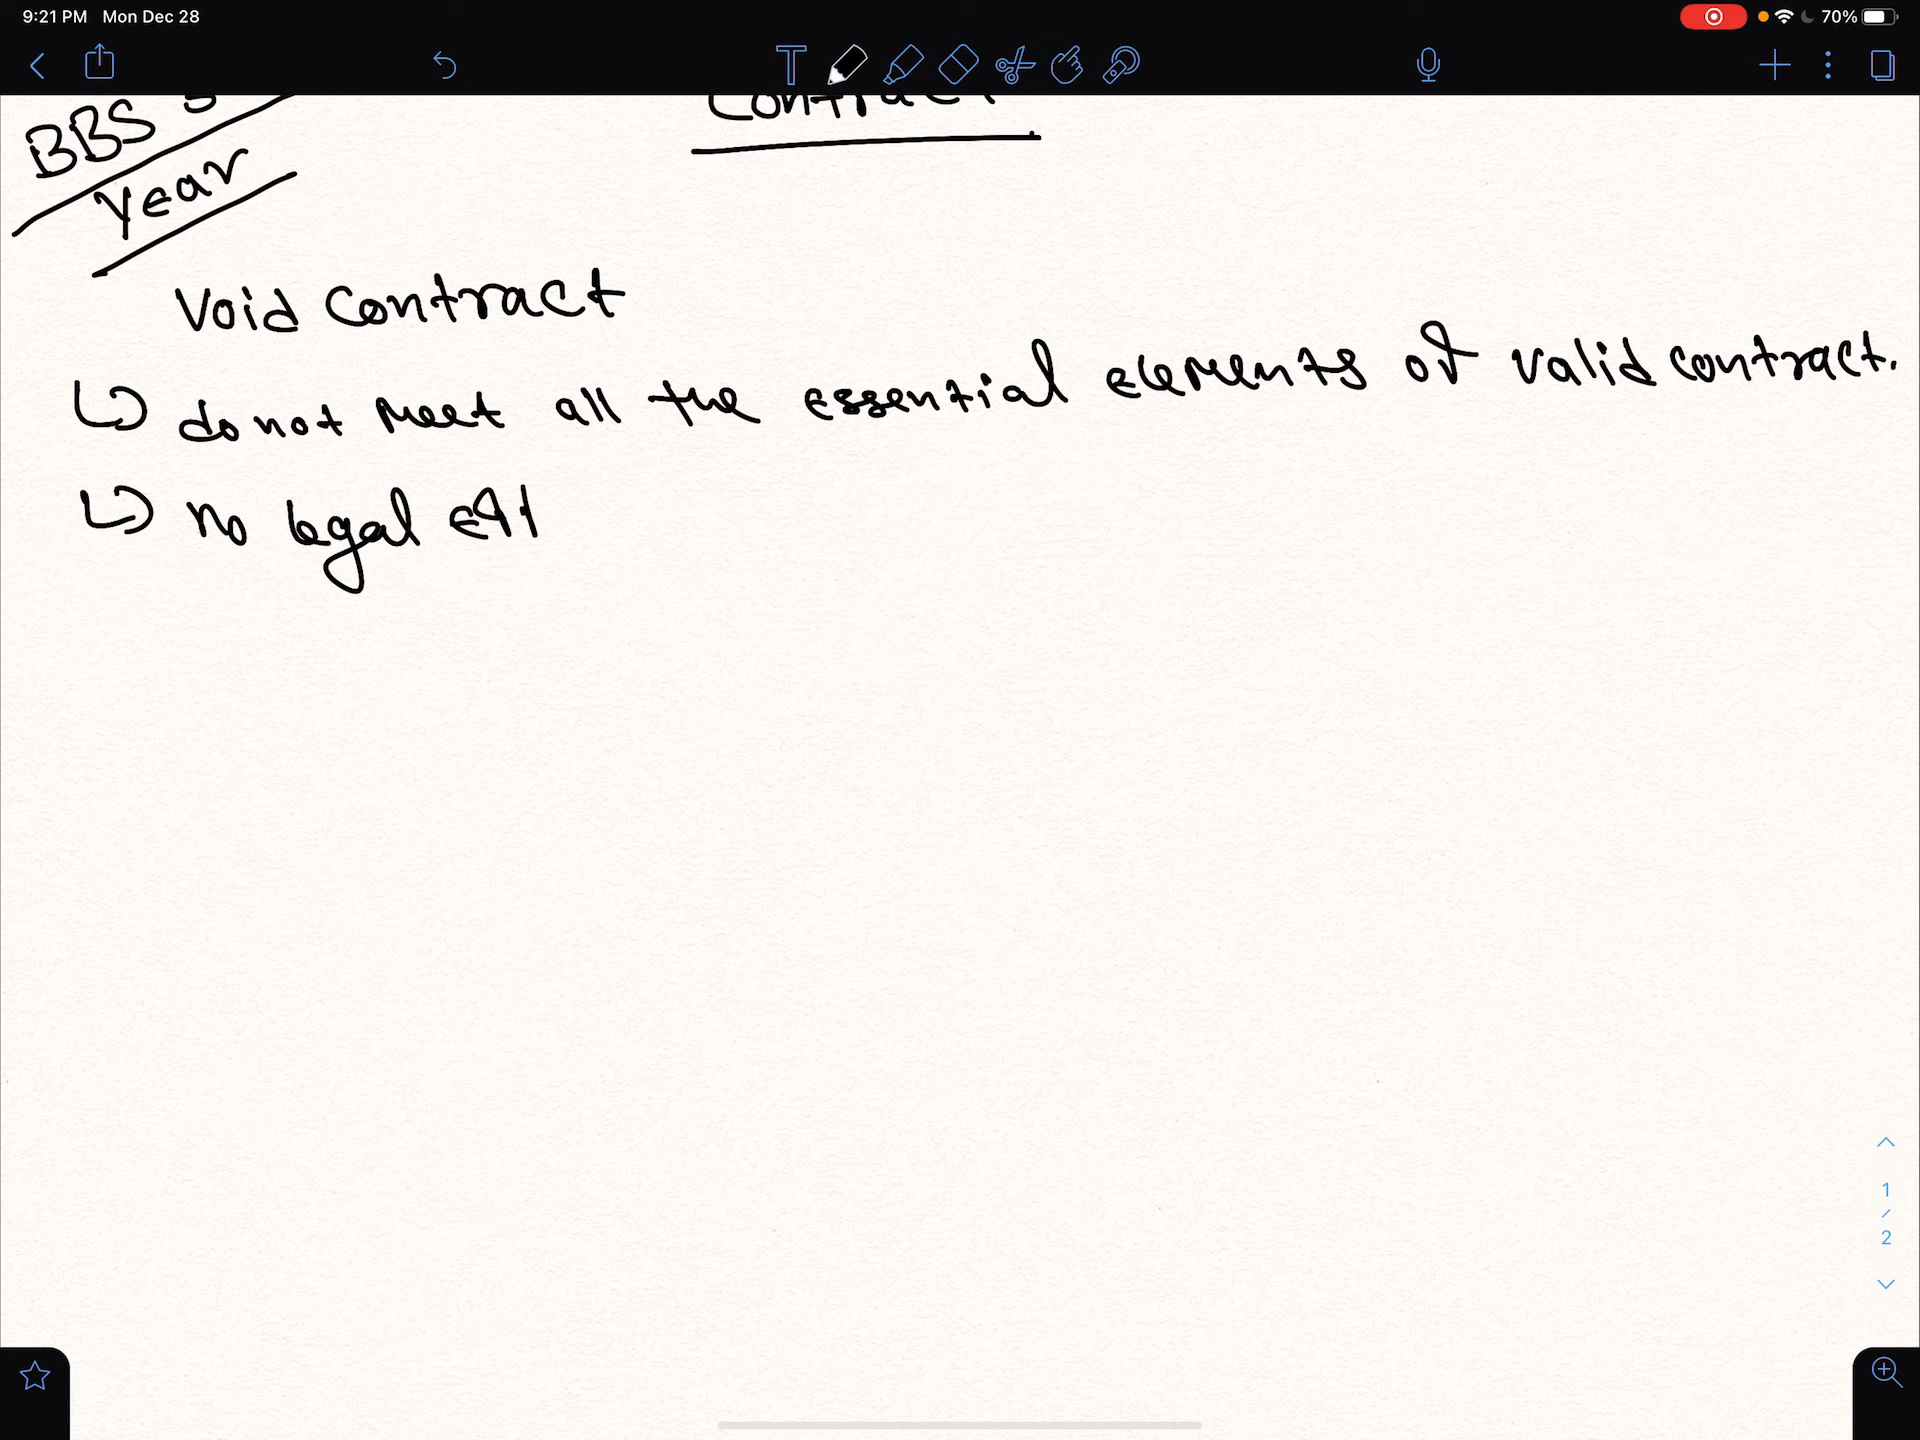 9:21 PM Mon Dec 28
70%
BBS
Contract
Year
Void Contract
do not meet all the essential elements of valid contract.
no legal
1
/
2